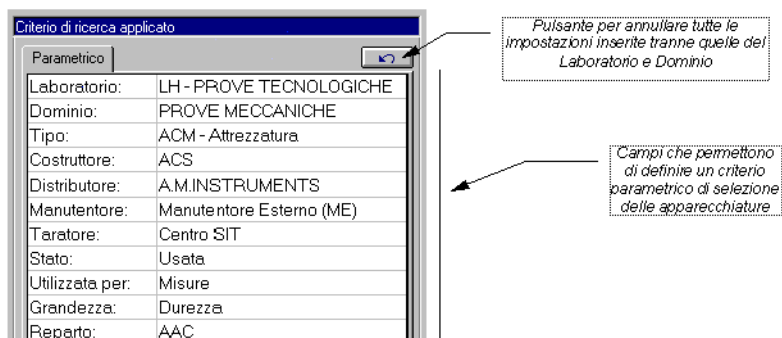 Criterio di ricerca applicato
Parametrico
Laboratorio: LH - PROVE TECNOLOGICHE
Dominio: PROVE MECCANICHE
Tipo: ACM - Attrezzatura
Costruttore: ACS
Distributore: A.M.INSTRUMENTS
Manutentore: Manutentore Esterno (ME)
Taratore: Centro SIT
Stato: Usata
Utilizzata per: Misure
Grandezza: Durezza
Reparto: AAC
Pulsante per annullare tutte le
impostazioni inserite tranne quelle del
Laboratorio e Dominio
Campi che permettono
di definire un criterio
parametrico di selezione
delle apparecchiature